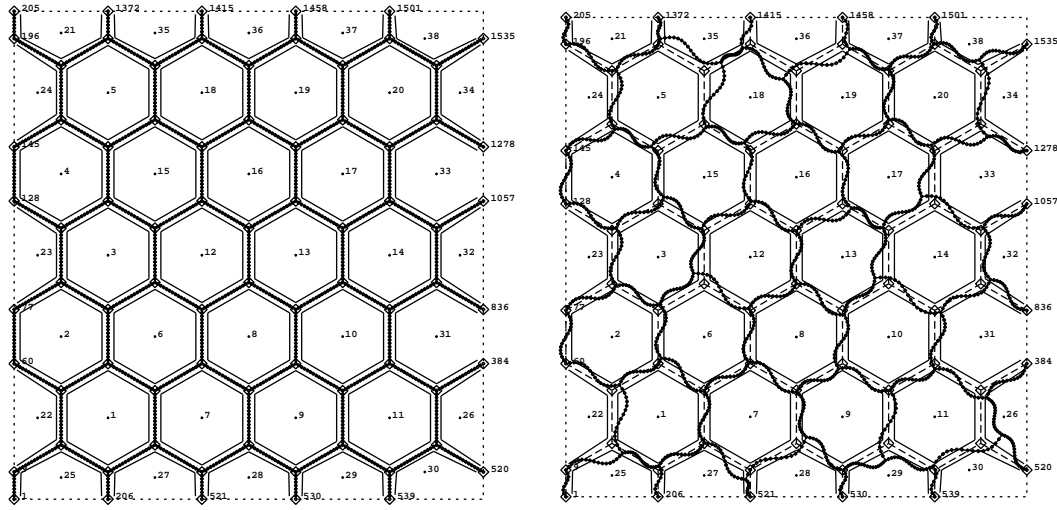 205 1372 1415 1458 1501
.21 .35 .36 .37 .38
196 1535
.24 .5 .18 .19 .20 .34
145 1278
.4 .15 .16 .17 .33
128 1057
.23 .3 .12 .13 .14 .32
77 836
.2 .6 .8 .10 .31
60 384
.22 .1 .7 .9 .11 .26
.25 .27 .28 .29 .30 520
1 206 521 530 539
205 1372 1415 1458 1501
.21 .35 .36 .37 .38
196 1535
.24 .5 .18 .19 .20 .34
145 1278
.4 .15 .16 .17 .33
128 1057
.23 .3 .12 .13 .14 .32
836
.2 .6 .8 .10 .31
60 384
.22 .1 .7 .9 .11 .26
.25 .27 .28 .29 .30 520
1 206 521 530 539